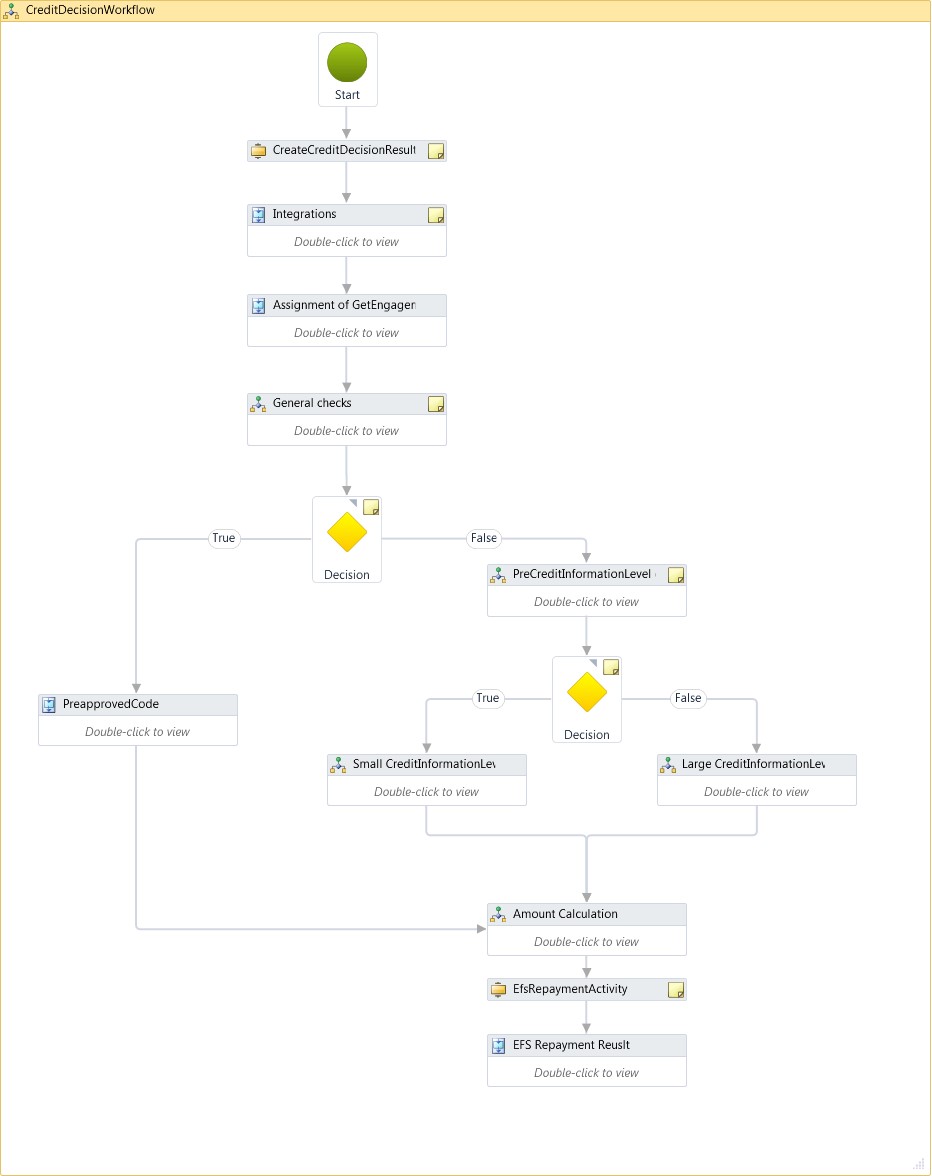 CreditDecisionWorkflow
Start
CreateCreditDecisionResult
Integrations
Double-click to view
Assignment of GetEngagen
Double-click to view
General checks
Double-click to view
True
False
Decision
PreCreditInformationLevel
Double-click to view
True
False
Decision
PreapprovedCode
Double-click to view
Small CreditInformationLev
Double-click to view
Large CreditInformationLev
Double-click to view
Amount Calculation
Double-click to view
EfsRepaymentActivity
EFS Repayment Reuslt
Double-click to view